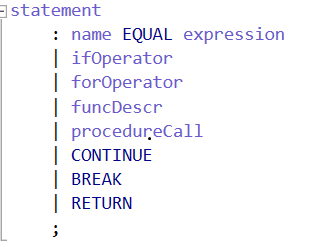 statement
: name EQUAL expression
| ifOperator
| forOperator
| funcDescr
| procedureCall
| CONTINUE
| BREAK
| RETURN
;